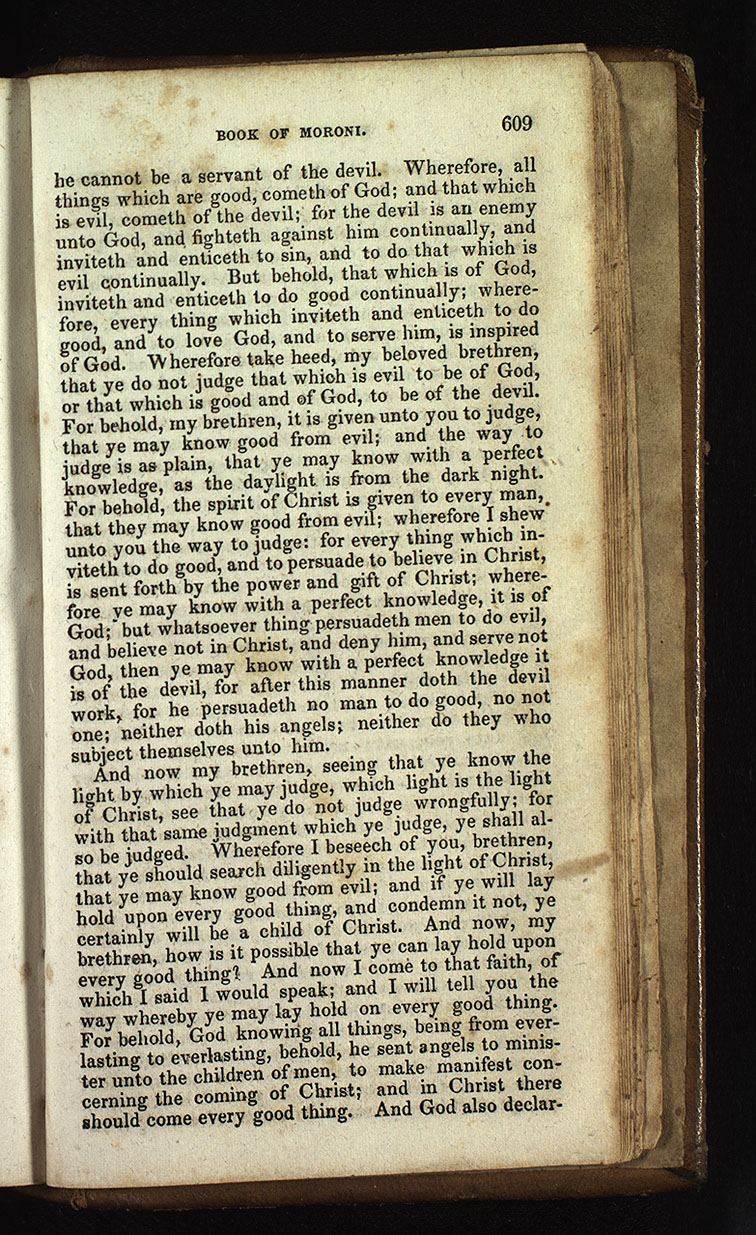 BOOK OF MORONI. 609
he cannot be a servant of the devil. Wherefore, all
things which are good, cometh of God; and that which
is evil, cometh of the devil; for the devil is an enemy
unto God, and fighteth against him continually, and
inviteth and enticeth to sin, and to do that which is
evil continually. But behold, that which is of God,
inviteth and enticeth to do good continually; where-
fore, every thing which inviteth and enticeth to do
good, and to love God, and to serve him, is inspired
of God. Wherefore take heed, my beloved brethren,
that ye do not judge that which is evil to be of God,
or that which is good and of God, to be of the devil.
For behold, my brethren, it is given unto you to judge,
that ye may know good from evil; and the way to
judge is as plain, that ye may know with a perfect
knowledge, as the daylight is from the dark night.
For behold, the spirit of Christ is given to every man,
that they may know good from evil; wherefore I shew
unto you the way to judge: for every thing which in-
viteth to do good, and to persuade to believe in Christ,
is sent forth by the power and gift of Christ; where-
fore ye may know with a perfect knowledge, it is of
God; but whatsoever thing persuadeth men to do evil,
and believe not in Christ, and deny him, and serve not
God, then ye may know with a perfect knowledge it
is of the devil, for after this manner doth the devil
work, for he persuadeth no man to do good, no not
one; neither doth his angels; neither do they who
subject themselves unto him.
And now my brethren, seeing that ye know the
light by which ye may judge, which light is the light
of Christ, see that ye do not judge wrongfully; for
with that same judgment which ye judge, ye shall al-
so be judged. Wherefore I beseech of you, brethren,
that ye should search diligently in the light of Christ,
that ye may know good from evil; and if ye will lay
hold upon every good thing, and condemn it not, ye
certainly will be a child of Christ. And now, my
brethren, how is it possible that ye can lay hold upon
every good thing? And now I come to that faith, of
which I said I would speak; and I will tell you the
way whereby ye may lay hold on every good thing.
For behold, God knowing all things, being from ever-
lasting to everlasting, behold, he sent angels to minis-
ter unto the children of men, to make manifest con-
cerning the coming of Christ; and in Christ there
should come every good thing. And God also declar-